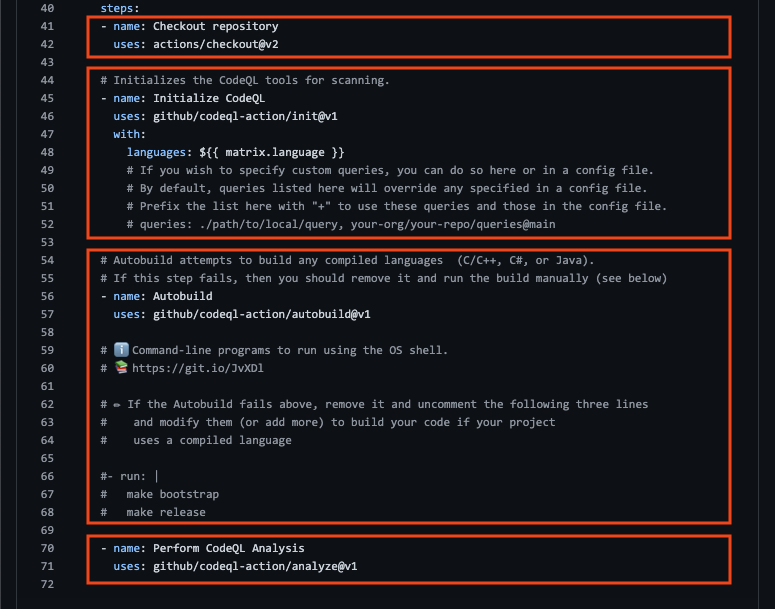 40 steps:
41 - name: Checkout repository
42 uses: actions/checkout@v2
43
44 # Initializes the CodeQL tools for scanning.
45 - name: Initialize CodeQL
46 uses: github/codeql-action/init@v1
47 with:
48 languages: ${{ matrix.language }}
49 # If you wish to specify custom queries, you can do so here or in a config file.
50 # By default, queries listed here will override any specified in a config file.
51 # Prefix the list here with "+" to use these queries and those in the config file.
52 # queries: ./path/to/local/query, your-org/your-repo/queries@main
53
54 # Autobuild attempts to build any compiled languages  (C/C++, C#, or Java).
55 # If this step fails, then you should remove it and run the build manually (see below)
56 - name: Autobuild
57 uses: github/codeql-action/autobuild@v1
58
59 # ℹ️ Command-line programs to run using the OS shell.
60 # 📚 https://git.io/JvXDl
61
62 # ✏️ If the Autobuild fails above, remove it and uncomment the following three lines
63 #    and modify them (or add more) to build your code if your project
64 #    uses a compiled language
65
66 #- run: |
67 #   make bootstrap
68 #   make release
69
70 - name: Perform CodeQL Analysis
71 uses: github/codeql-action/analyze@v1
72